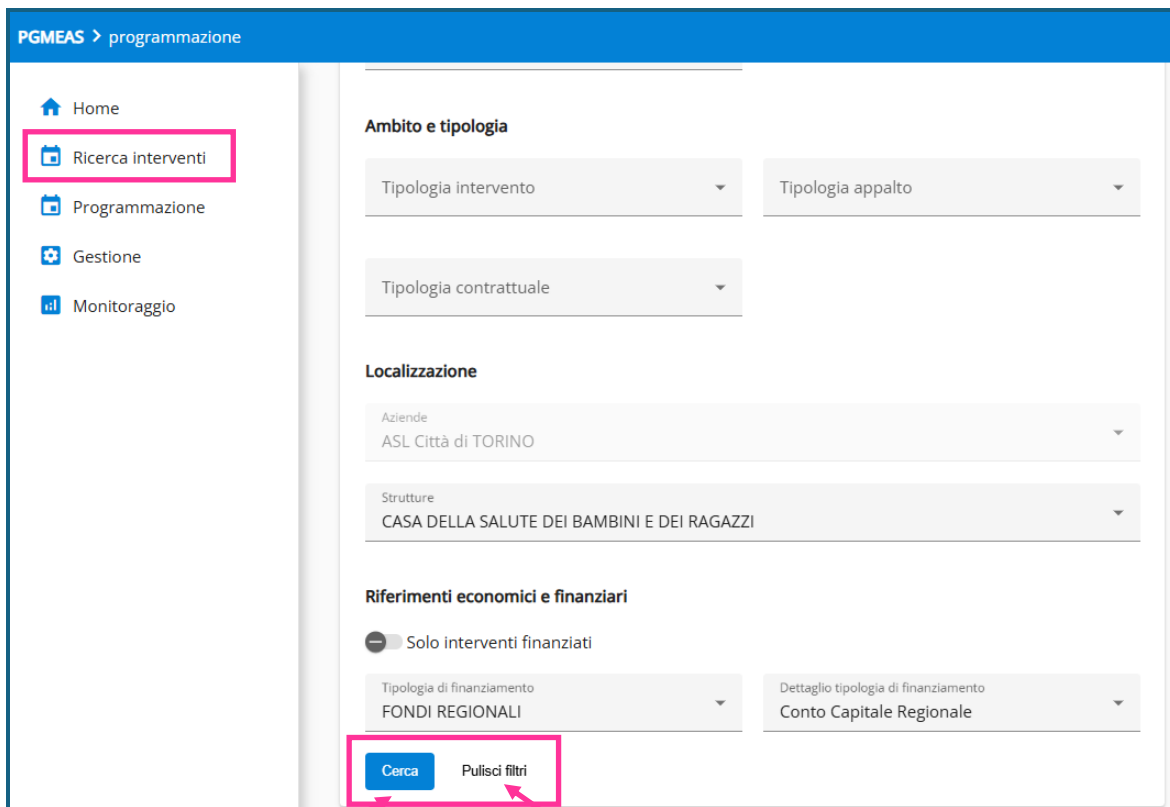 PGMEAS > programmazione
Home
Ricerca interventi
Programmazione
Gestione
Monitoraggio
Ambito e tipologia
Tipologia intervento
Tipologia appalto
Tipologia contrattuale
Localizzazione
Aziende
ASL Città di TORINO
Strutture
CASA DELLA SALUTE DEI BAMBINI E DEI RAGAZZI
Riferimenti economici e finanziari
Solo interventi finanziati
Tipologia di finanziamento
FONDI REGIONALI
Dettaglio tipologia di finanziamento
Conto Capitale Regionale
Cerca
Pulisci filtri